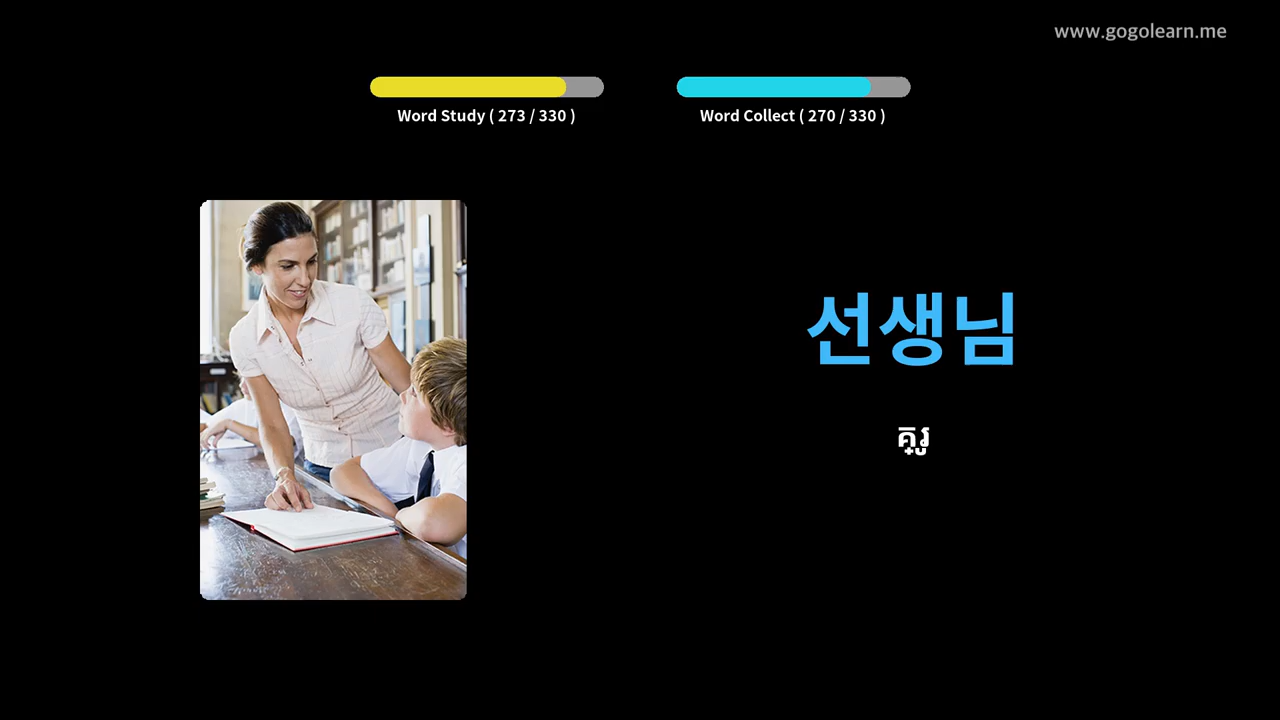 www.gogolearn.me
Word Study ( 273 / 330 )
Word Collect ( 270 / 330 )
선생님
គ្រូ